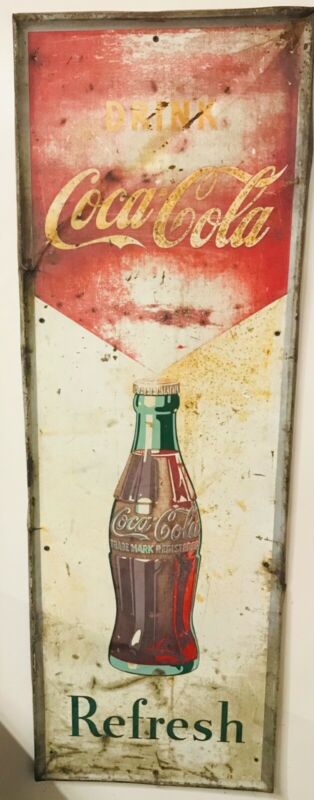 DRINK
Coca-Cola
Coca-Cola
TRADE MARK REGISTERED
Refresh